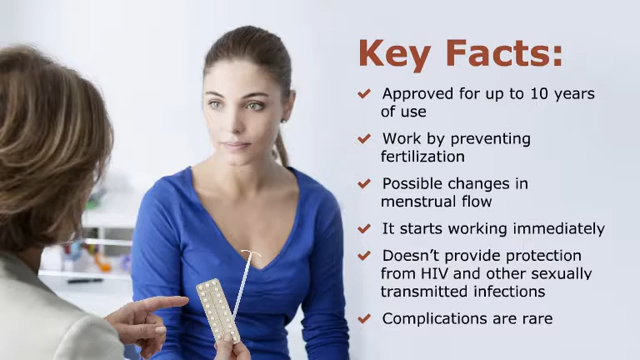 Key Facts:
Approved for up to 10 years
of use
Work by preventing
fertilization
Possible changes in
menstrual flow
It starts working immediately
Doesn't provide protection
from HIV and other sexually
transmitted infections
Complications are rare